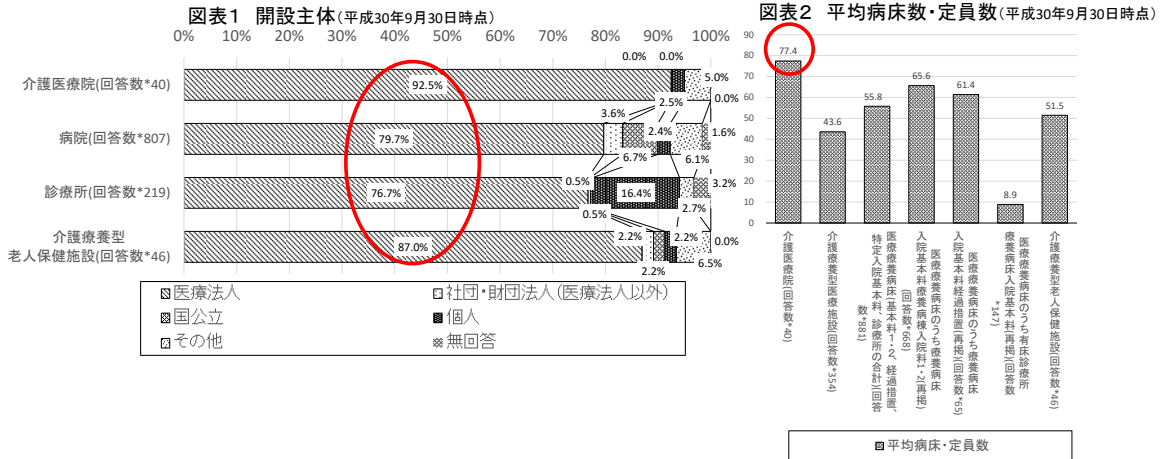 図表1 開設主体(平成30年9月30日時点)
0% 10% 20% 30% 40% 50% 60% 70% 80% 90% 100%
介護医療院(回答数*40)
92.5%
0.0%
0.0%
2.5%
5.0%
0.0%
病院(回答数*807)
79.7%
3.6%
6.7%
2.4%
6.1%
1.6%
診療所(回答数*219)
76.7%
0.5%
0.5%
16.4%
2.7%
3.2%
介護療養型
老人保健施設(回答数*46)
87.0%
2.2%
2.2%
2.2%
6.5%
0.0%
医療法人
社団・財団法人(医療法人以外)
国公立
個人
その他
無回答
図表2 平均病床数・定員数(平成30年9月30日時点)
90
80
70
60
50
40
30
20
10
0
77.4
43.6
55.8
65.6
61.4
8.9
51.5
介護医療院(回答数*40)
介護療養型医療施設(回答数*354)
医療療養病床(基本料1・2、経過措置、
特定入院基本料、診療所の合計)(回答
数*881)
医療療養病床のうち療養病床
入院基本料療養病棟入院料1・2(再掲)
(回答数*668)
医療療養病床のうち療養病床
入院基本料経過措置(再掲)(回答数*65)
医療療養病床のうち有床診療所
療養病床入院基本料(再掲)(回答数
*147)
介護療養型老人保健施設(回答数*46)
平均病床・定員数